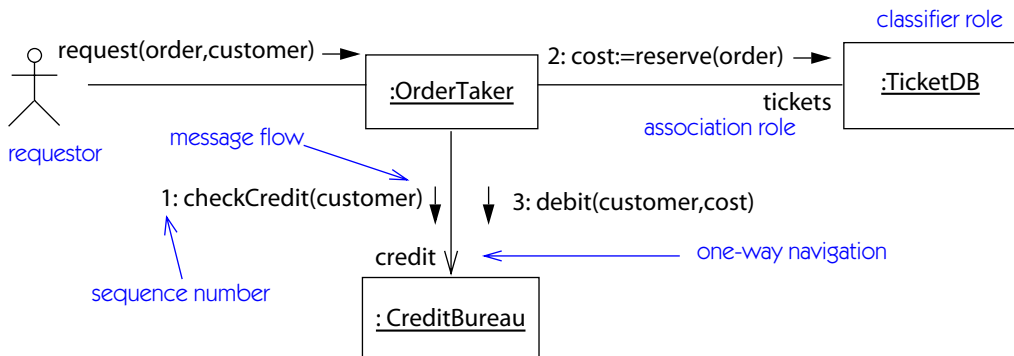 classifier role
request(order,customer)
2: cost:=reserve(order)
:OrderTaker
:TicketDB
tickets
association role
requestor
message flow
1: checkCredit(customer)
3: debit(customer,cost)
credit
one-way navigation
sequence number
: CreditBureau